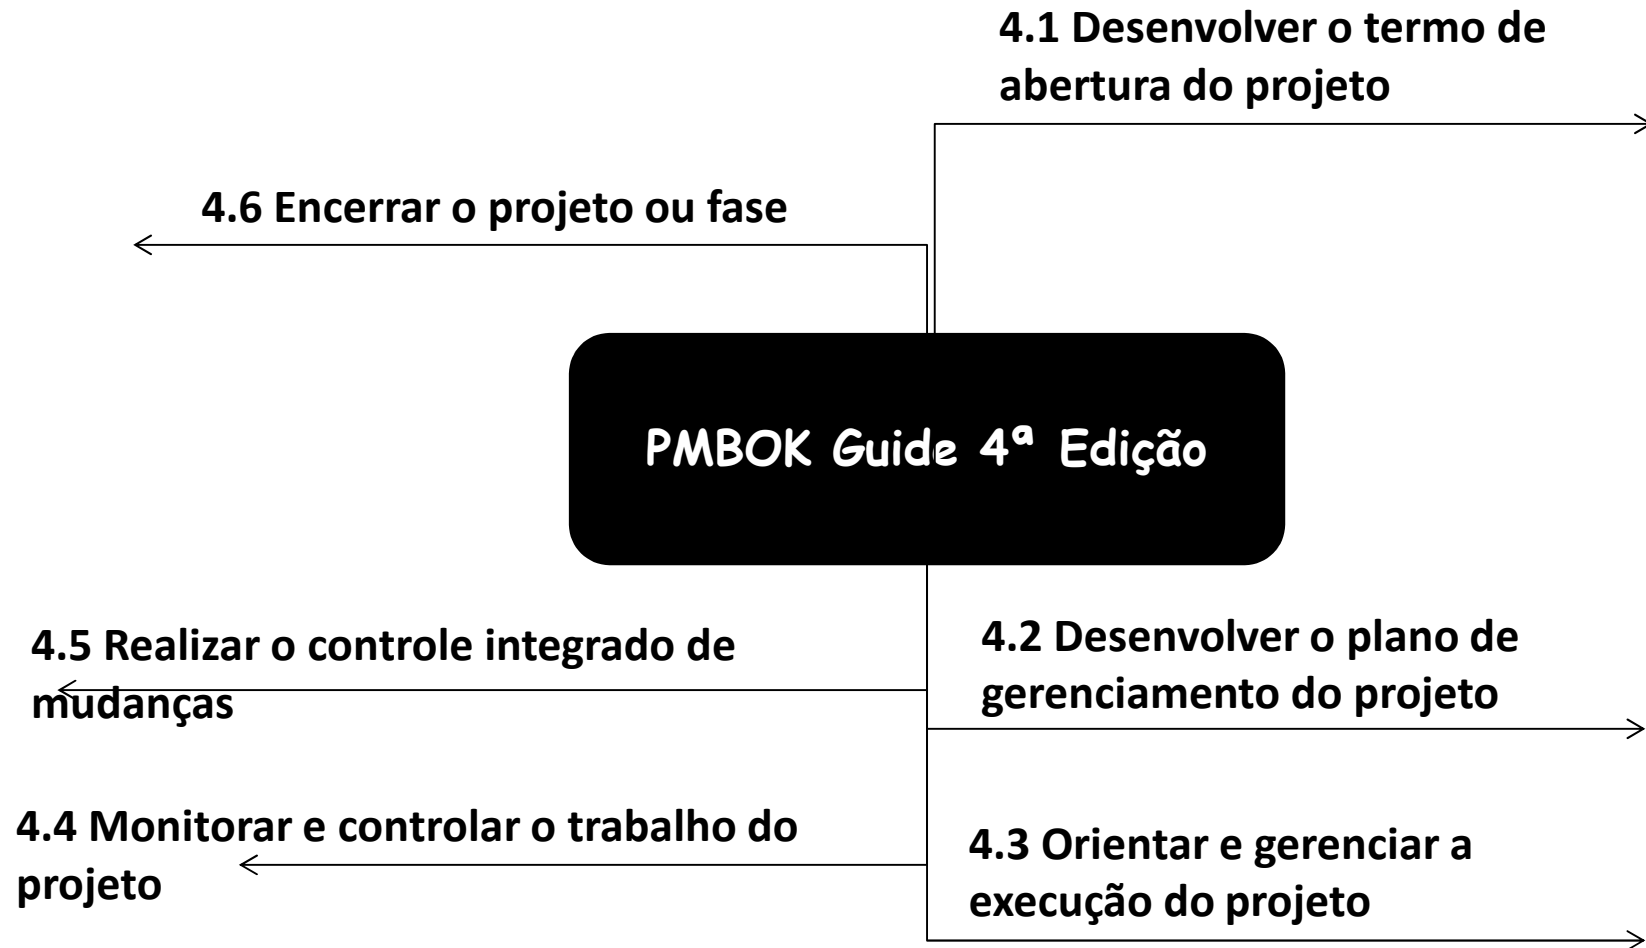 4.1 Desenvolver o termo de
abertura do projeto
4.6 Encerrar o projeto ou fase
PMBOK Guide 4ª Edição
4.5 Realizar o controle integrado de
mudanças
4.2 Desenvolver o plano de
gerenciamento do projeto
4.4 Monitorar e controlar o trabalho do
projeto
4.3 Orientar e gerenciar a
execução do projeto